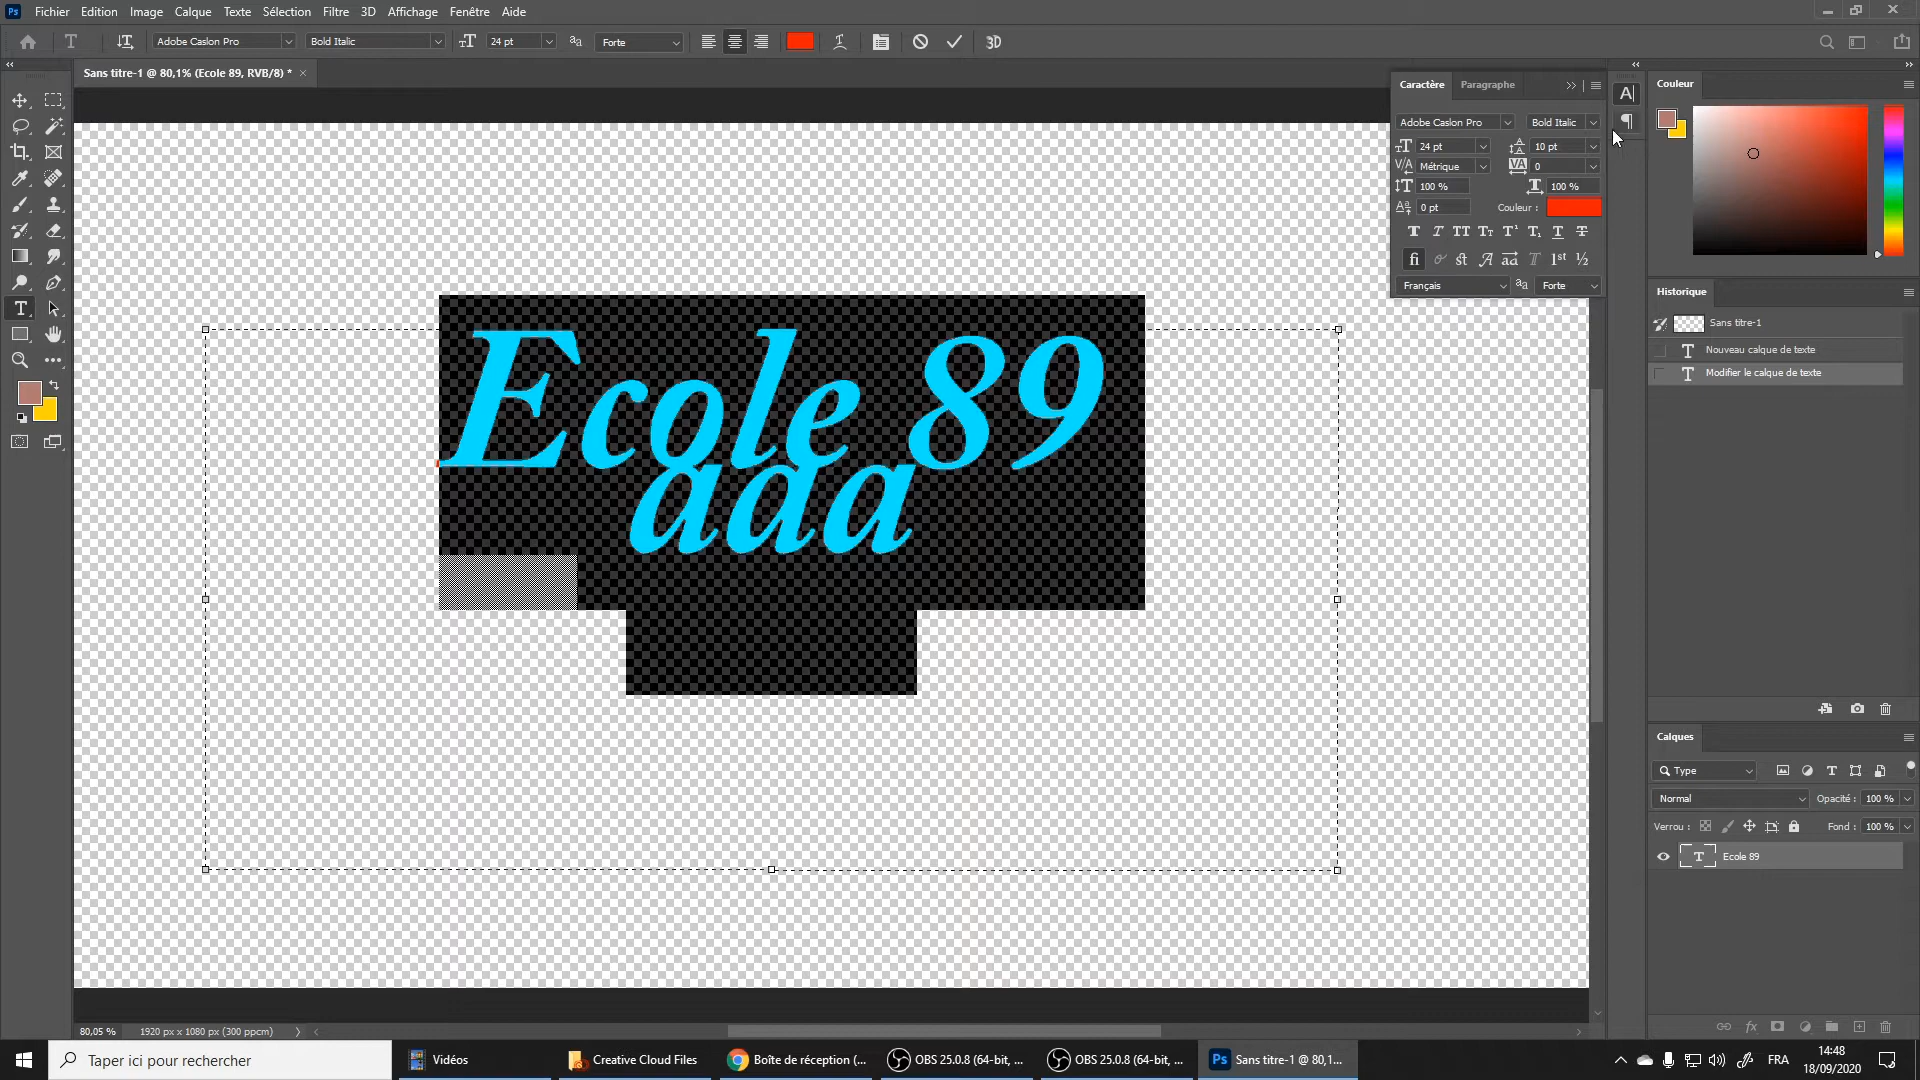 Ps Fichier Edition Image Calque Texte Sélection Filtre 3D Affichage Fenêtre Aide
T Adobe Caslon Pro Bold Italic 24 pt Forte 3D
Sans titre-1 @ 80,1% (Ecole 89, RVB/8) * ×
Caractère Paragraphe
Adobe Caslon Pro Bold Italic
24 pt 10 pt
Métrique 0
100 % 100 %
0 pt Couleur :
Français aa Forte
Ecole 89
aaa
Couleur
Historique
Sans titre-1
Nouveau calque de texte
Modifier le calque de texte
Calques
Type
Normal Opacité : 100 %
Verrou : Fond : 100 %
T Ecole 89
80,05 % 1920 px x 1080 px (300 ppcm)
Taper ici pour rechercher
Vidéos
Creative Cloud Files
Boîte de réception (...
OBS 25.0.8 (64-bit, ...
OBS 25.0.8 (64-bit, ...
Ps Sans titre-1 @ 80,1...
FRA
14:48
18/09/2020